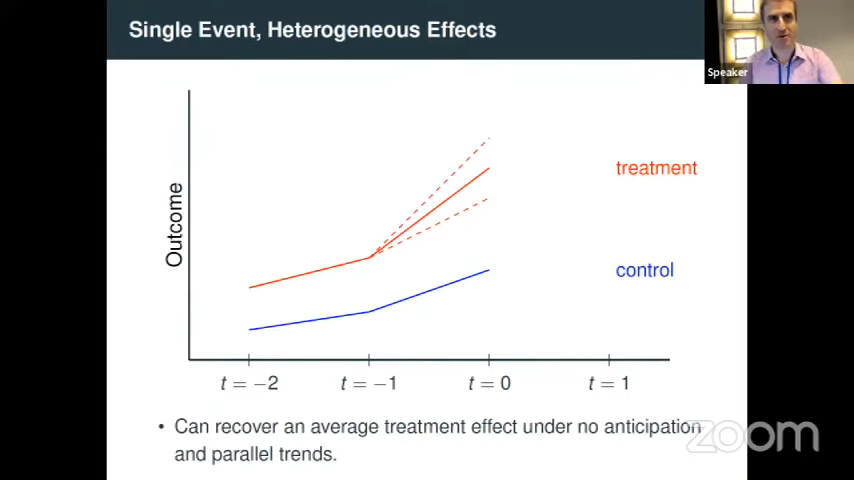 Single Event, Heterogeneous Effects
Speaker
Outcome
treatment
control
t = −2
t = −1
t = 0
t = 1
• Can recover an average treatment effect under no anticipation
and parallel trends.
zoom